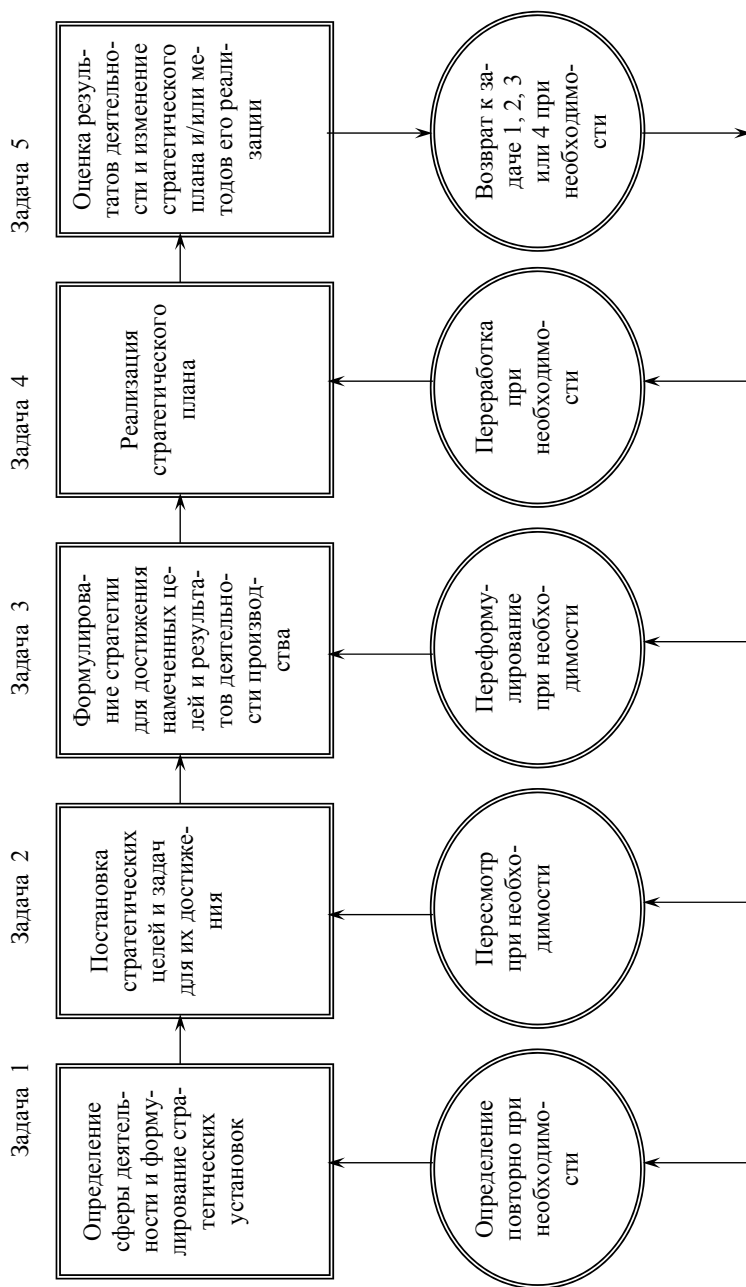 Задача 1
Определение
сферы деятель-
ности и форму-
лирование стра-
тегических
установок
Определение
повторно при
необходимо-
сти
Задача 2
Постановка
стратегических
целей и задач
для их достиже-
ния
Пересмотр
при необхо-
димости
Задача 3
Формулирова-
ние стратегии
для достижения
намеченных це-
лей и результа-
тов деятельно-
сти производ-
ства
Переформу-
лирование
при необхо-
димости
Задача 4
Реализация
стратегического
плана
Переработка
при
необходимо-
сти
Задача 5
Оценка резуль-
татов деятельно-
сти и изменение
стратегического
плана и/или ме-
тодов его реали-
зации
Возврат к за-
даче 1, 2, 3
или 4 при
необходимо-
сти